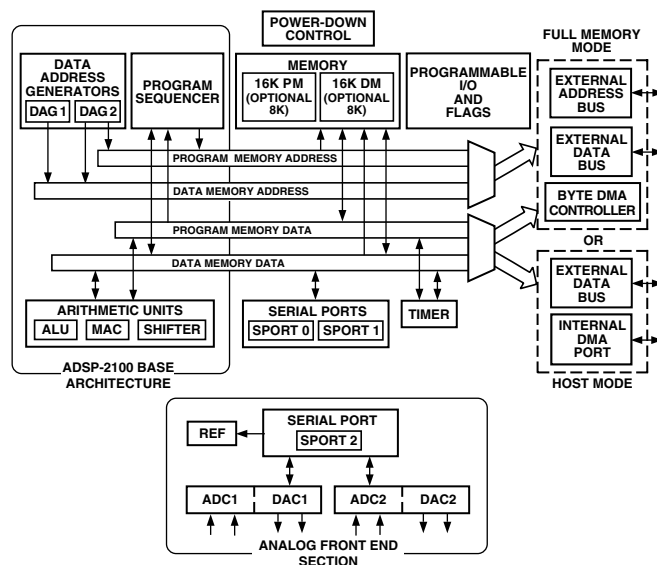 POWER-DOWN
CONTROL
FULL MEMORY
MODE
DATA
ADDRESS
GENERATORS
DAG 1
DAG 2
PROGRAM
SEQUENCER
MEMORY
16K PM
(OPTIONAL
8K)
16K DM
(OPTIONAL
8K)
PROGRAMMABLE
I/O
AND
FLAGS
EXTERNAL
ADDRESS
BUS
EXTERNAL
DATA
BUS
BYTE DMA
CONTROLLER
OR
EXTERNAL
DATA
BUS
INTERNAL
DMA
PORT
HOST MODE
PROGRAM MEMORY ADDRESS
DATA MEMORY ADDRESS
PROGRAM MEMORY DATA
DATA MEMORY DATA
ARITHMETIC UNITS
ALU
MAC
SHIFTER
SERIAL PORTS
SPORT 0
SPORT 1
TIMER
ADSP-2100 BASE
ARCHITECTURE
REF
SERIAL PORT
SPORT 2
ADC1
DAC1
ADC2
DAC2
ANALOG FRONT END
SECTION